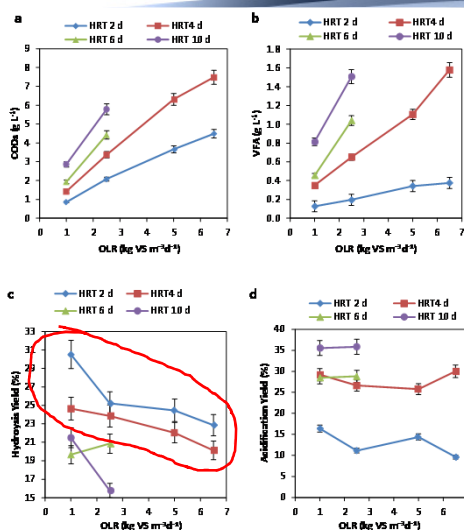 a
HRT 2 d HRT4 d
HRT 6 d HRT 10 d
CODs (g L⁻¹)
9
8
7
6
5
4
3
2
1
0
0 1 2 3 4 5 6 7
OLR (kg VS m⁻³d⁻¹)
b
HRT 2 d HRT4 d
HRT 6 d HRT 10 d
VFA (g L⁻¹)
1.8
1.6
1.4
1.2
1.0
0.8
0.6
0.4
0.2
0.0
0 1 2 3 4 5 6 7
OLR (kg VS m⁻³d⁻¹)
c
HRT 2 d HRT4 d
HRT 6 d HRT 10 d
Hydroysis Yield (%)
33
31
29
27
25
23
21
19
17
15
0 1 2 3 4 5 6 7
OLR (kg VS m⁻³d⁻¹)
d
HRT 2 d HRT4 d
HRT 6 d HRT 10 d
Acidification Yield (%)
40
35
30
25
20
15
10
5
0
0 1 2 3 4 5 6 7
OLR (kg VS m⁻³d⁻¹)